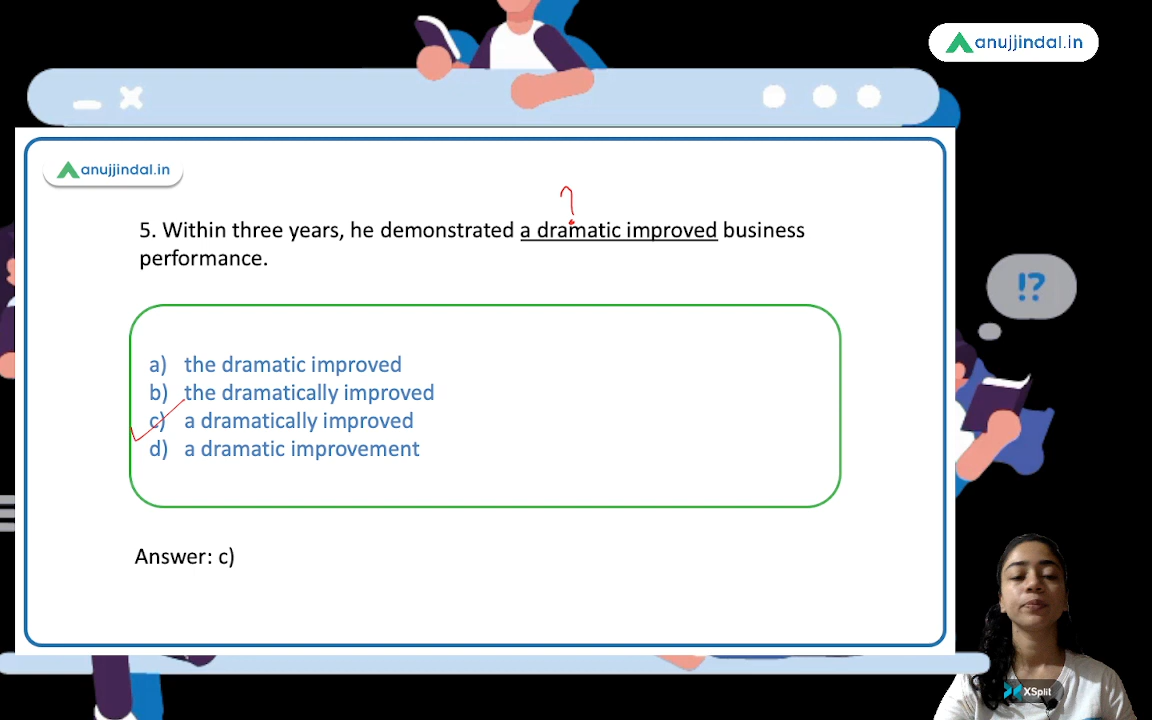 anujjindal.in
anujjindal.in
?
5. Within three years, he demonstrated a dramatic improved business
performance.
!?
a) the dramatic improved
b) the dramatically improved
c) a dramatically improved
d) a dramatic improvement
Answer: c)
XSplit